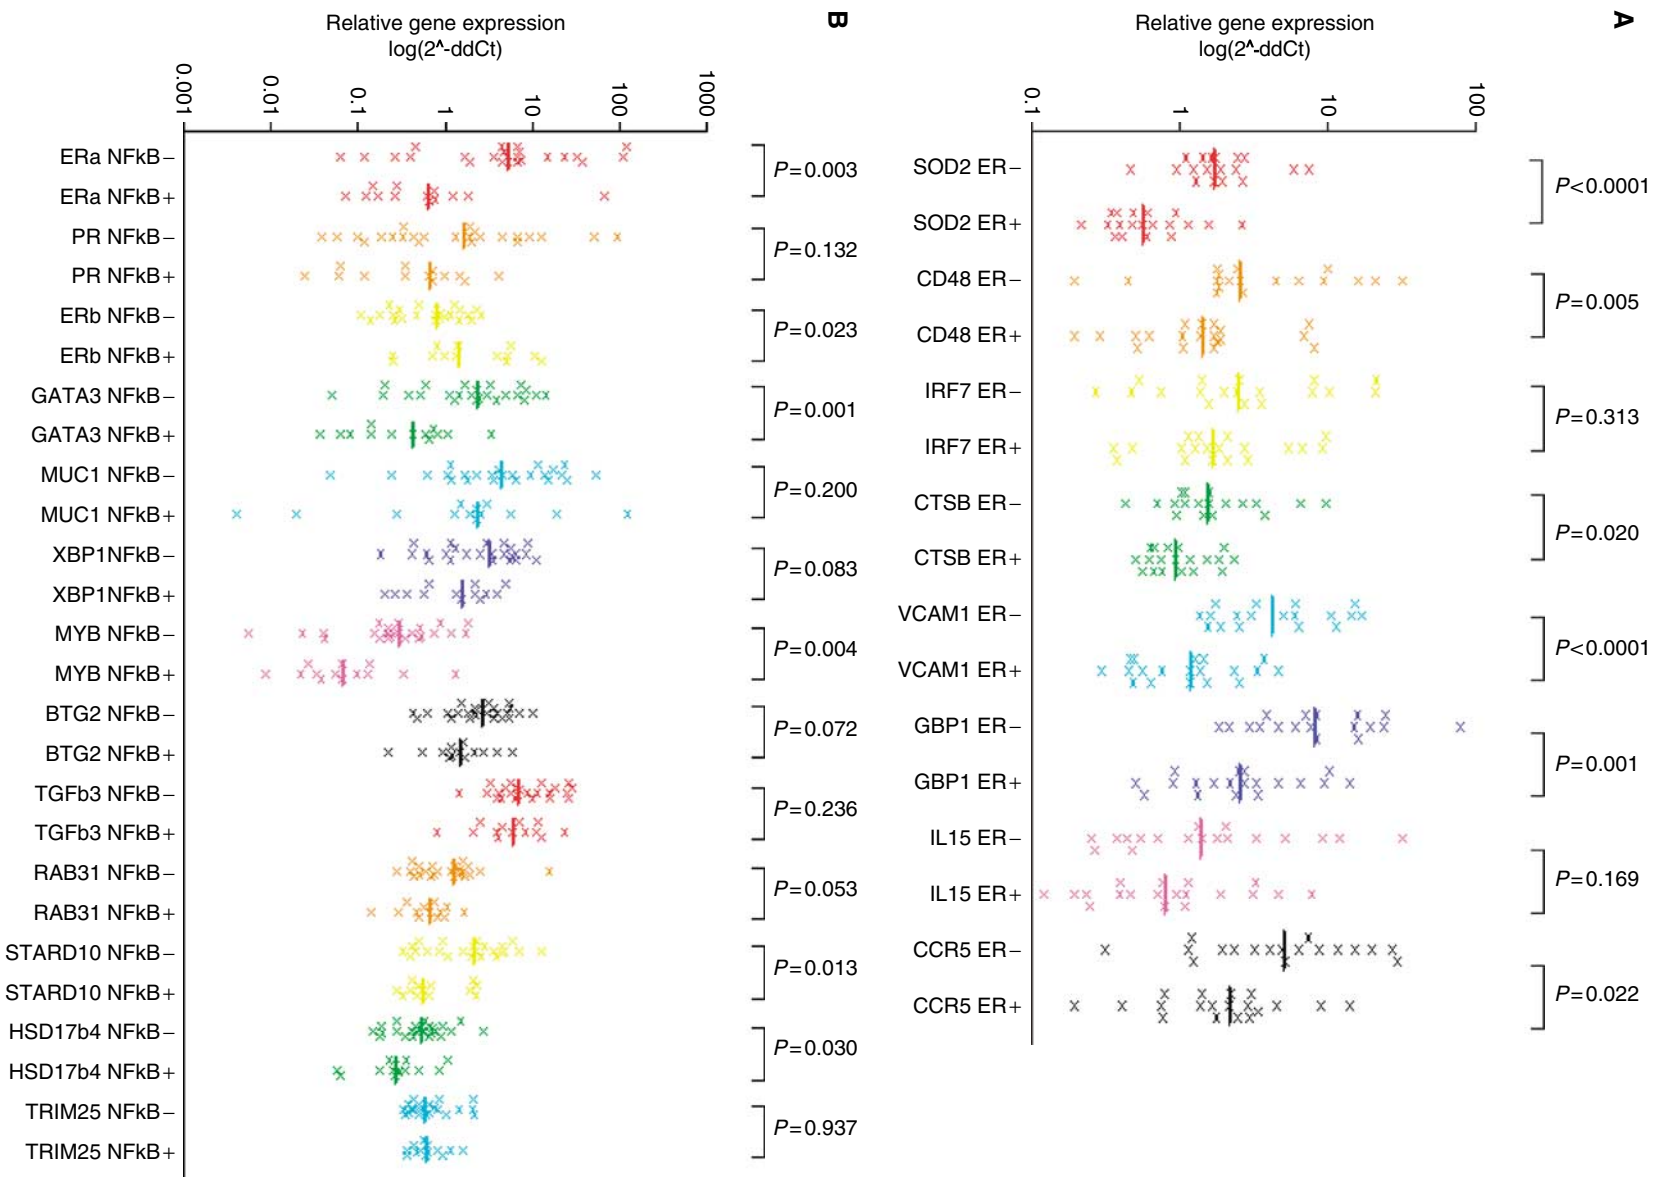 A
Relative gene expression
log(2^-ddCt)
0.1
1
10
100
SOD2 ER−
SOD2 ER+
CD48 ER−
CD48 ER+
IRF7 ER−
IRF7 ER+
CTSB ER−
CTSB ER+
VCAM1 ER−
VCAM1 ER+
GBP1 ER−
GBP1 ER+
IL15 ER−
IL15 ER+
CCR5 ER−
CCR5 ER+
P<0.0001
P=0.005
P=0.313
P=0.020
P<0.0001
P=0.001
P=0.169
P=0.022
B
Relative gene expression
log(2^-ddCt)
0.001
0.01
0.1
1
10
100
1000
ERa NFkB−
ERa NFkB+
PR NFkB−
PR NFkB+
ERb NFkB−
ERb NFkB+
GATA3 NFkB−
GATA3 NFkB+
MUC1 NFkB−
MUC1 NFkB+
XBP1NFkB−
XBP1NFkB+
MYB NFkB−
MYB NFkB+
BTG2 NFkB−
BTG2 NFkB+
TGFb3 NFkB−
TGFb3 NFkB+
RAB31 NFkB−
RAB31 NFkB+
STARD10 NFkB−
STARD10 NFkB+
HSD17b4 NFkB−
HSD17b4 NFkB+
TRIM25 NFkB−
TRIM25 NFkB+
P=0.003
P=0.132
P=0.023
P=0.001
P=0.200
P=0.083
P=0.004
P=0.072
P=0.236
P=0.053
P=0.013
P=0.030
P=0.937